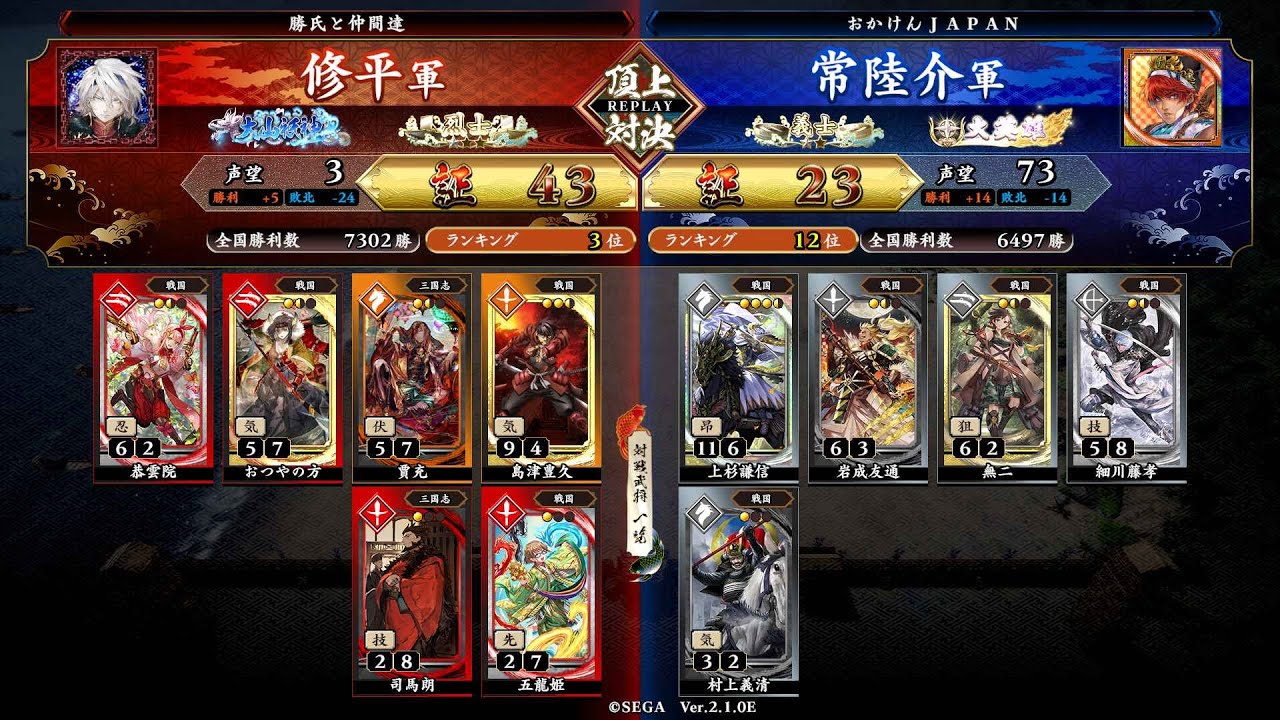 勝氏と仲間達
おかけんJAPAN
修平軍
頂上
REPLAY
対決
常陸介軍
烈士
義士
大英雄
声望 3
勝利 +5 敗北 -24
証 43
証 23
声望 73
勝利 +14 敗北 -14
全国勝利数 7302勝
ランキング 3位
ランキング 12位
全国勝利数 6497勝
戦国
忍
6 2
恭雲院
戦国
気
5 7
おつやの方
三国志
伏
5 7
賈充
戦国
気
9 4
島津豊久
戦国
昂
11 6
上杉謙信
戦国
6 3
岩成友通
戦国
狙
6 2
無二
戦国
技
5 8
細川藤孝
対戦武将一覧
三国志
技
2 8
司馬朗
戦国
先
2 7
五龍姫
戦国
気
3 2
村上義清
©SEGA Ver.2.1.0E